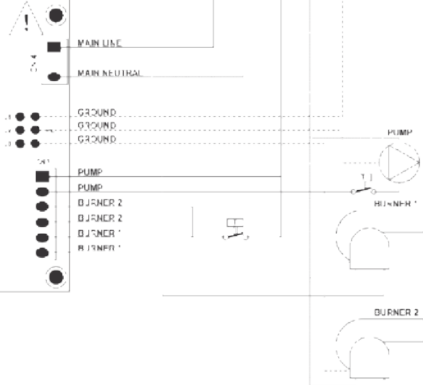 !
MAIN LINE
MAIN NEUTRAL
GROUND
GROUND
GROUND
PUMP
PUMP
PUMP
BURNER 2
BURNER 2
BURNER 1
BURNER 1
BURNER 1
BURNER 2